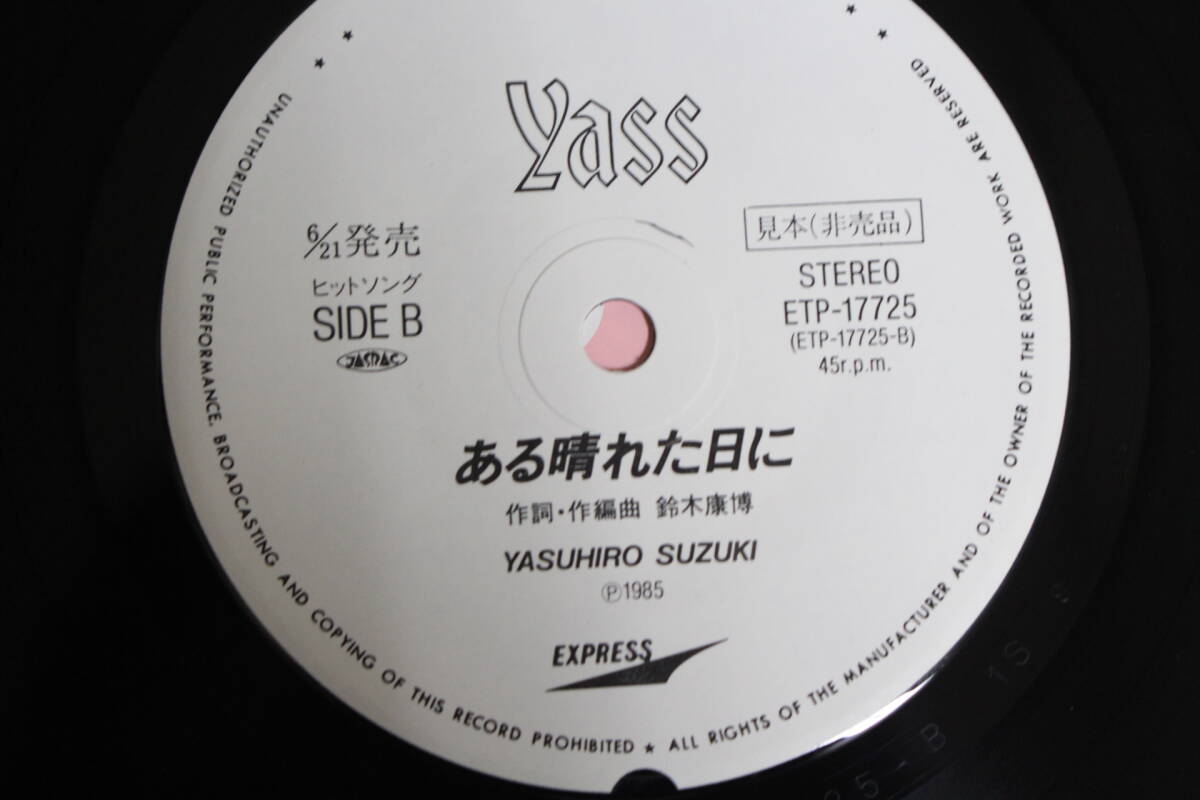 Yass
6/21発売
ヒットソング
SIDE B
JASRAC
見本(非売品)
STEREO
ETP-17725
(ETP-17725-B)
45r.p.m.
ある晴れた日に
作詞・作編曲 鈴木康博
YASUHIRO SUZUKI
Ⓟ1985
EXPRESS
★ ★ UNAUTHORIZED PUBLIC PERFORMANCE, BROADCASTING AND COPYING OF THIS RECORD PROHIBITED ★ ALL RIGHTS OF THE MANUFACTURER AND OF THE OWNER OF THE RECORDED WORK ARE RESERVED ★ ★
25-B 1S